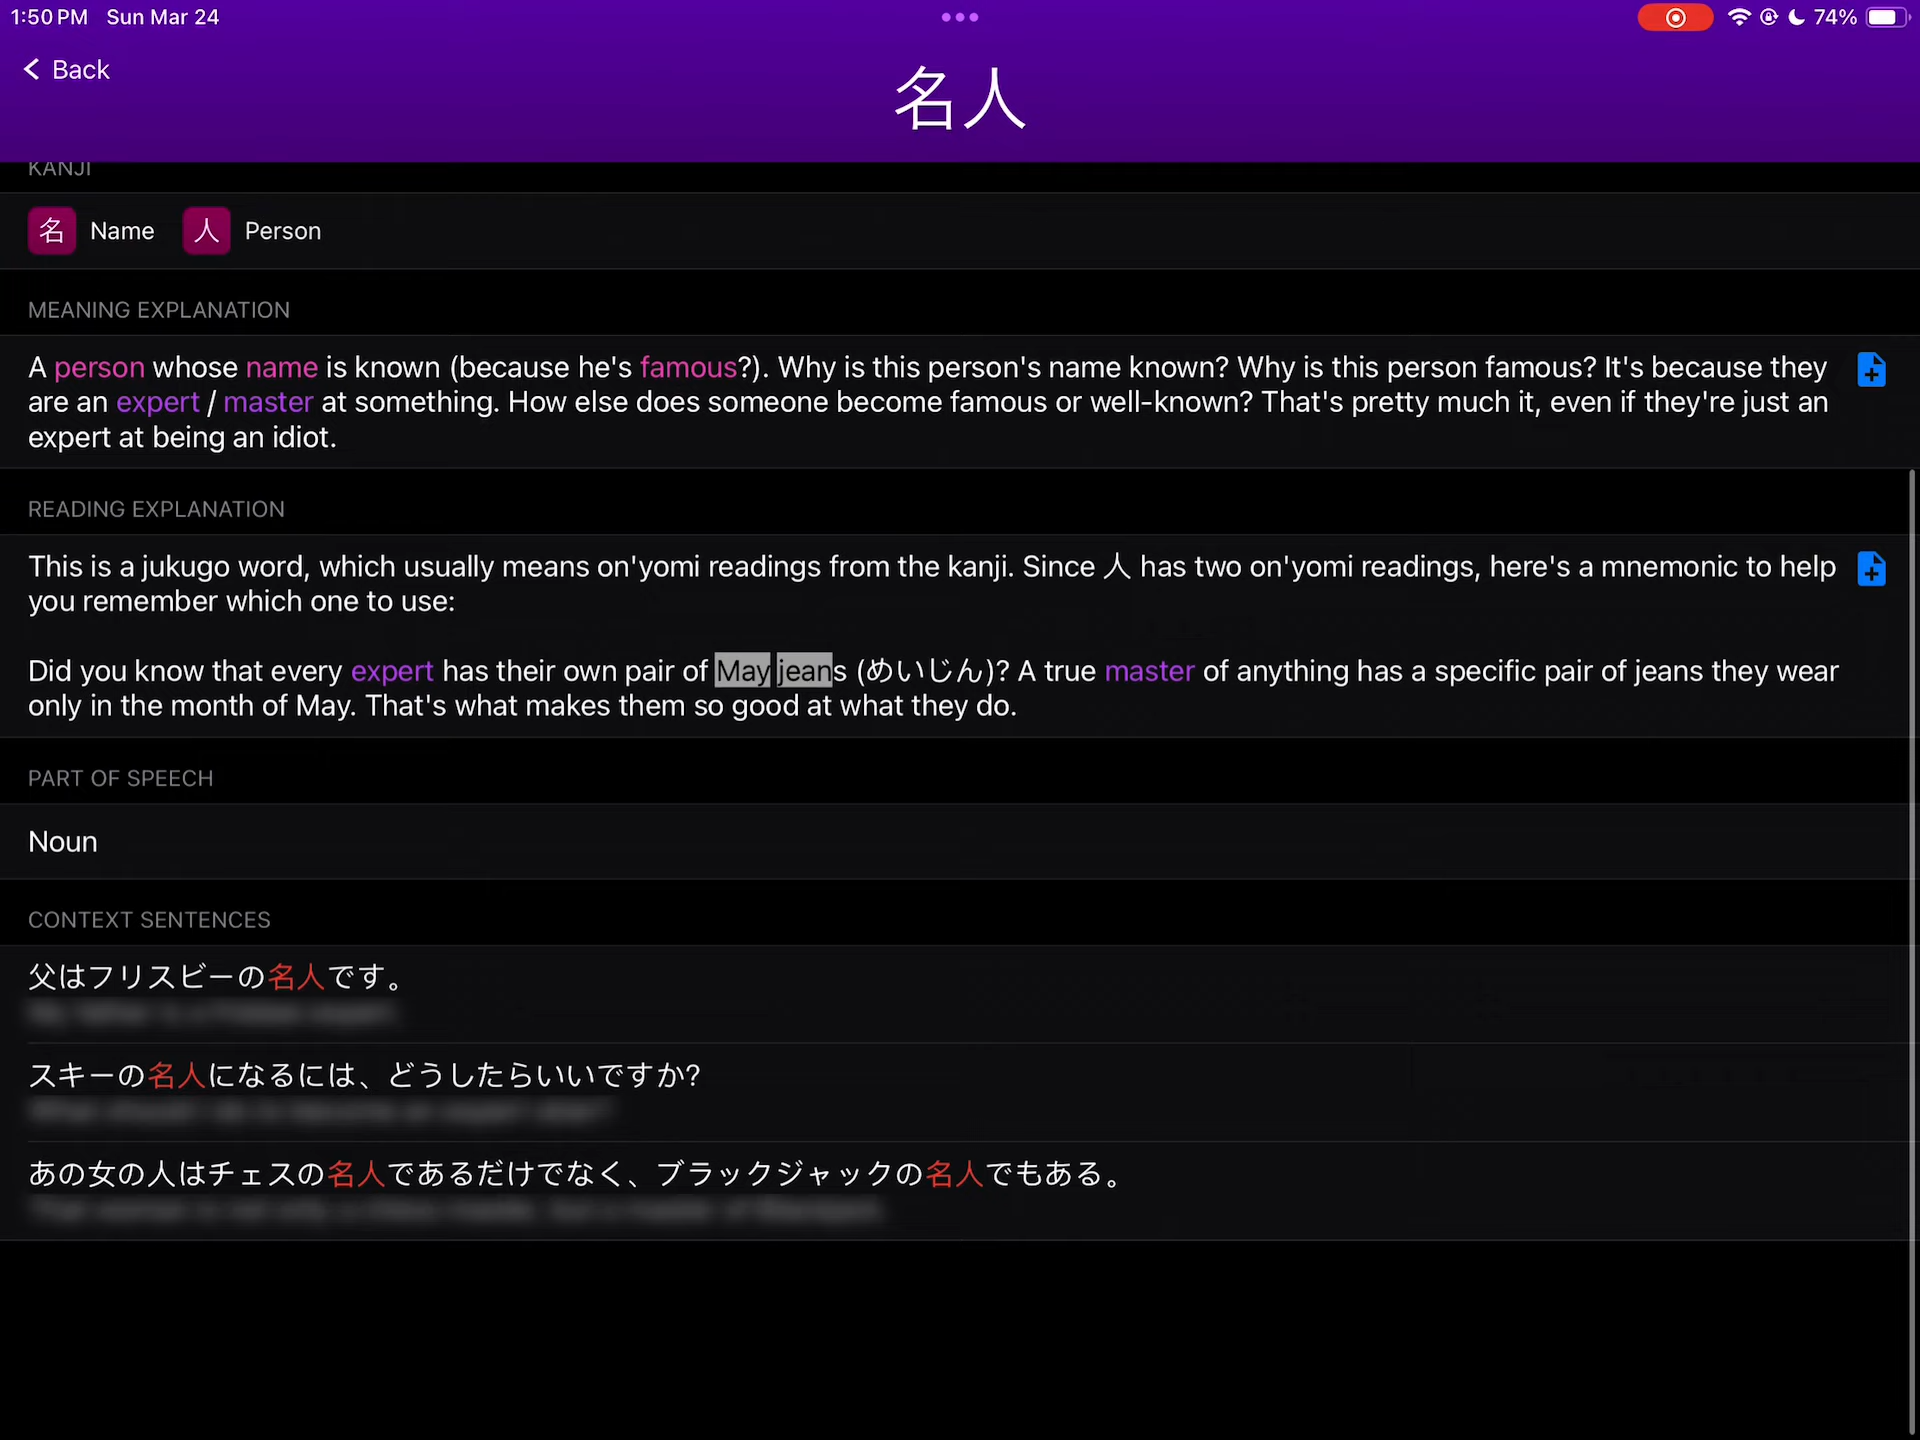 1:50 PM Sun Mar 24
74%
Back
名人
KANJI
名 Name 人 Person
MEANING EXPLANATION
A person whose name is known (because he's famous?). Why is this person's name known? Why is this person famous? It's because they
are an expert / master at something. How else does someone become famous or well-known? That's pretty much it, even if they're just an
expert at being an idiot.
READING EXPLANATION
This is a jukugo word, which usually means on'yomi readings from the kanji. Since 人 has two on'yomi readings, here's a mnemonic to help
you remember which one to use:
Did you know that every expert has their own pair of May jeans (めいじん)? A true master of anything has a specific pair of jeans they wear
only in the month of May. That's what makes them so good at what they do.
PART OF SPEECH
Noun
CONTEXT SENTENCES
父はフリスビーの名人です。
スキーの名人になるには、どうしたらいいですか?
あの女の人はチェスの名人であるだけでなく、ブラックジャックの名人でもある。